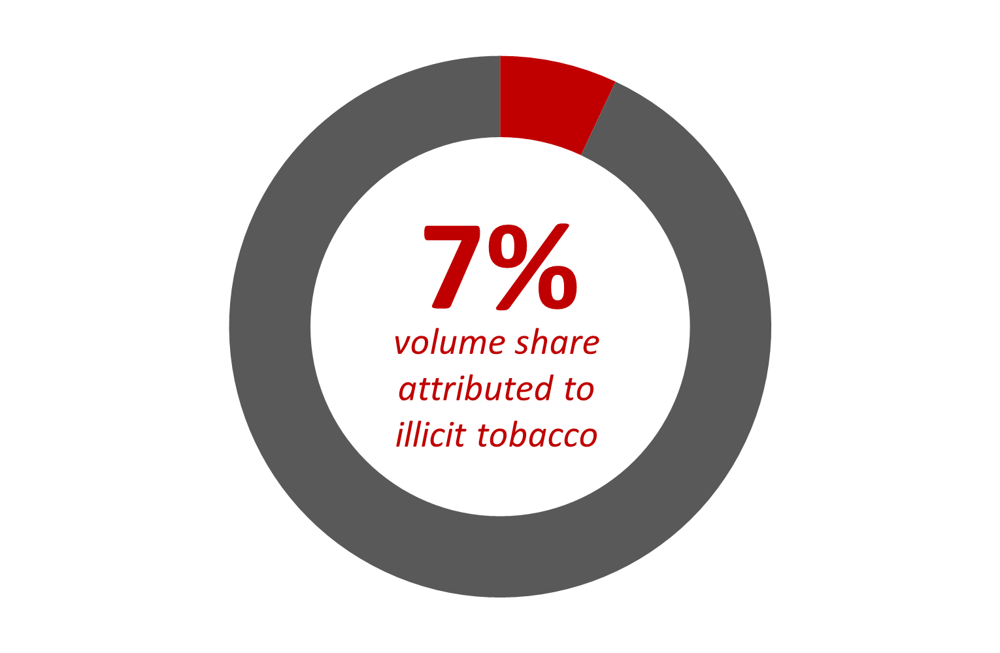 7%
volume share
attributed to
illicit tobacco